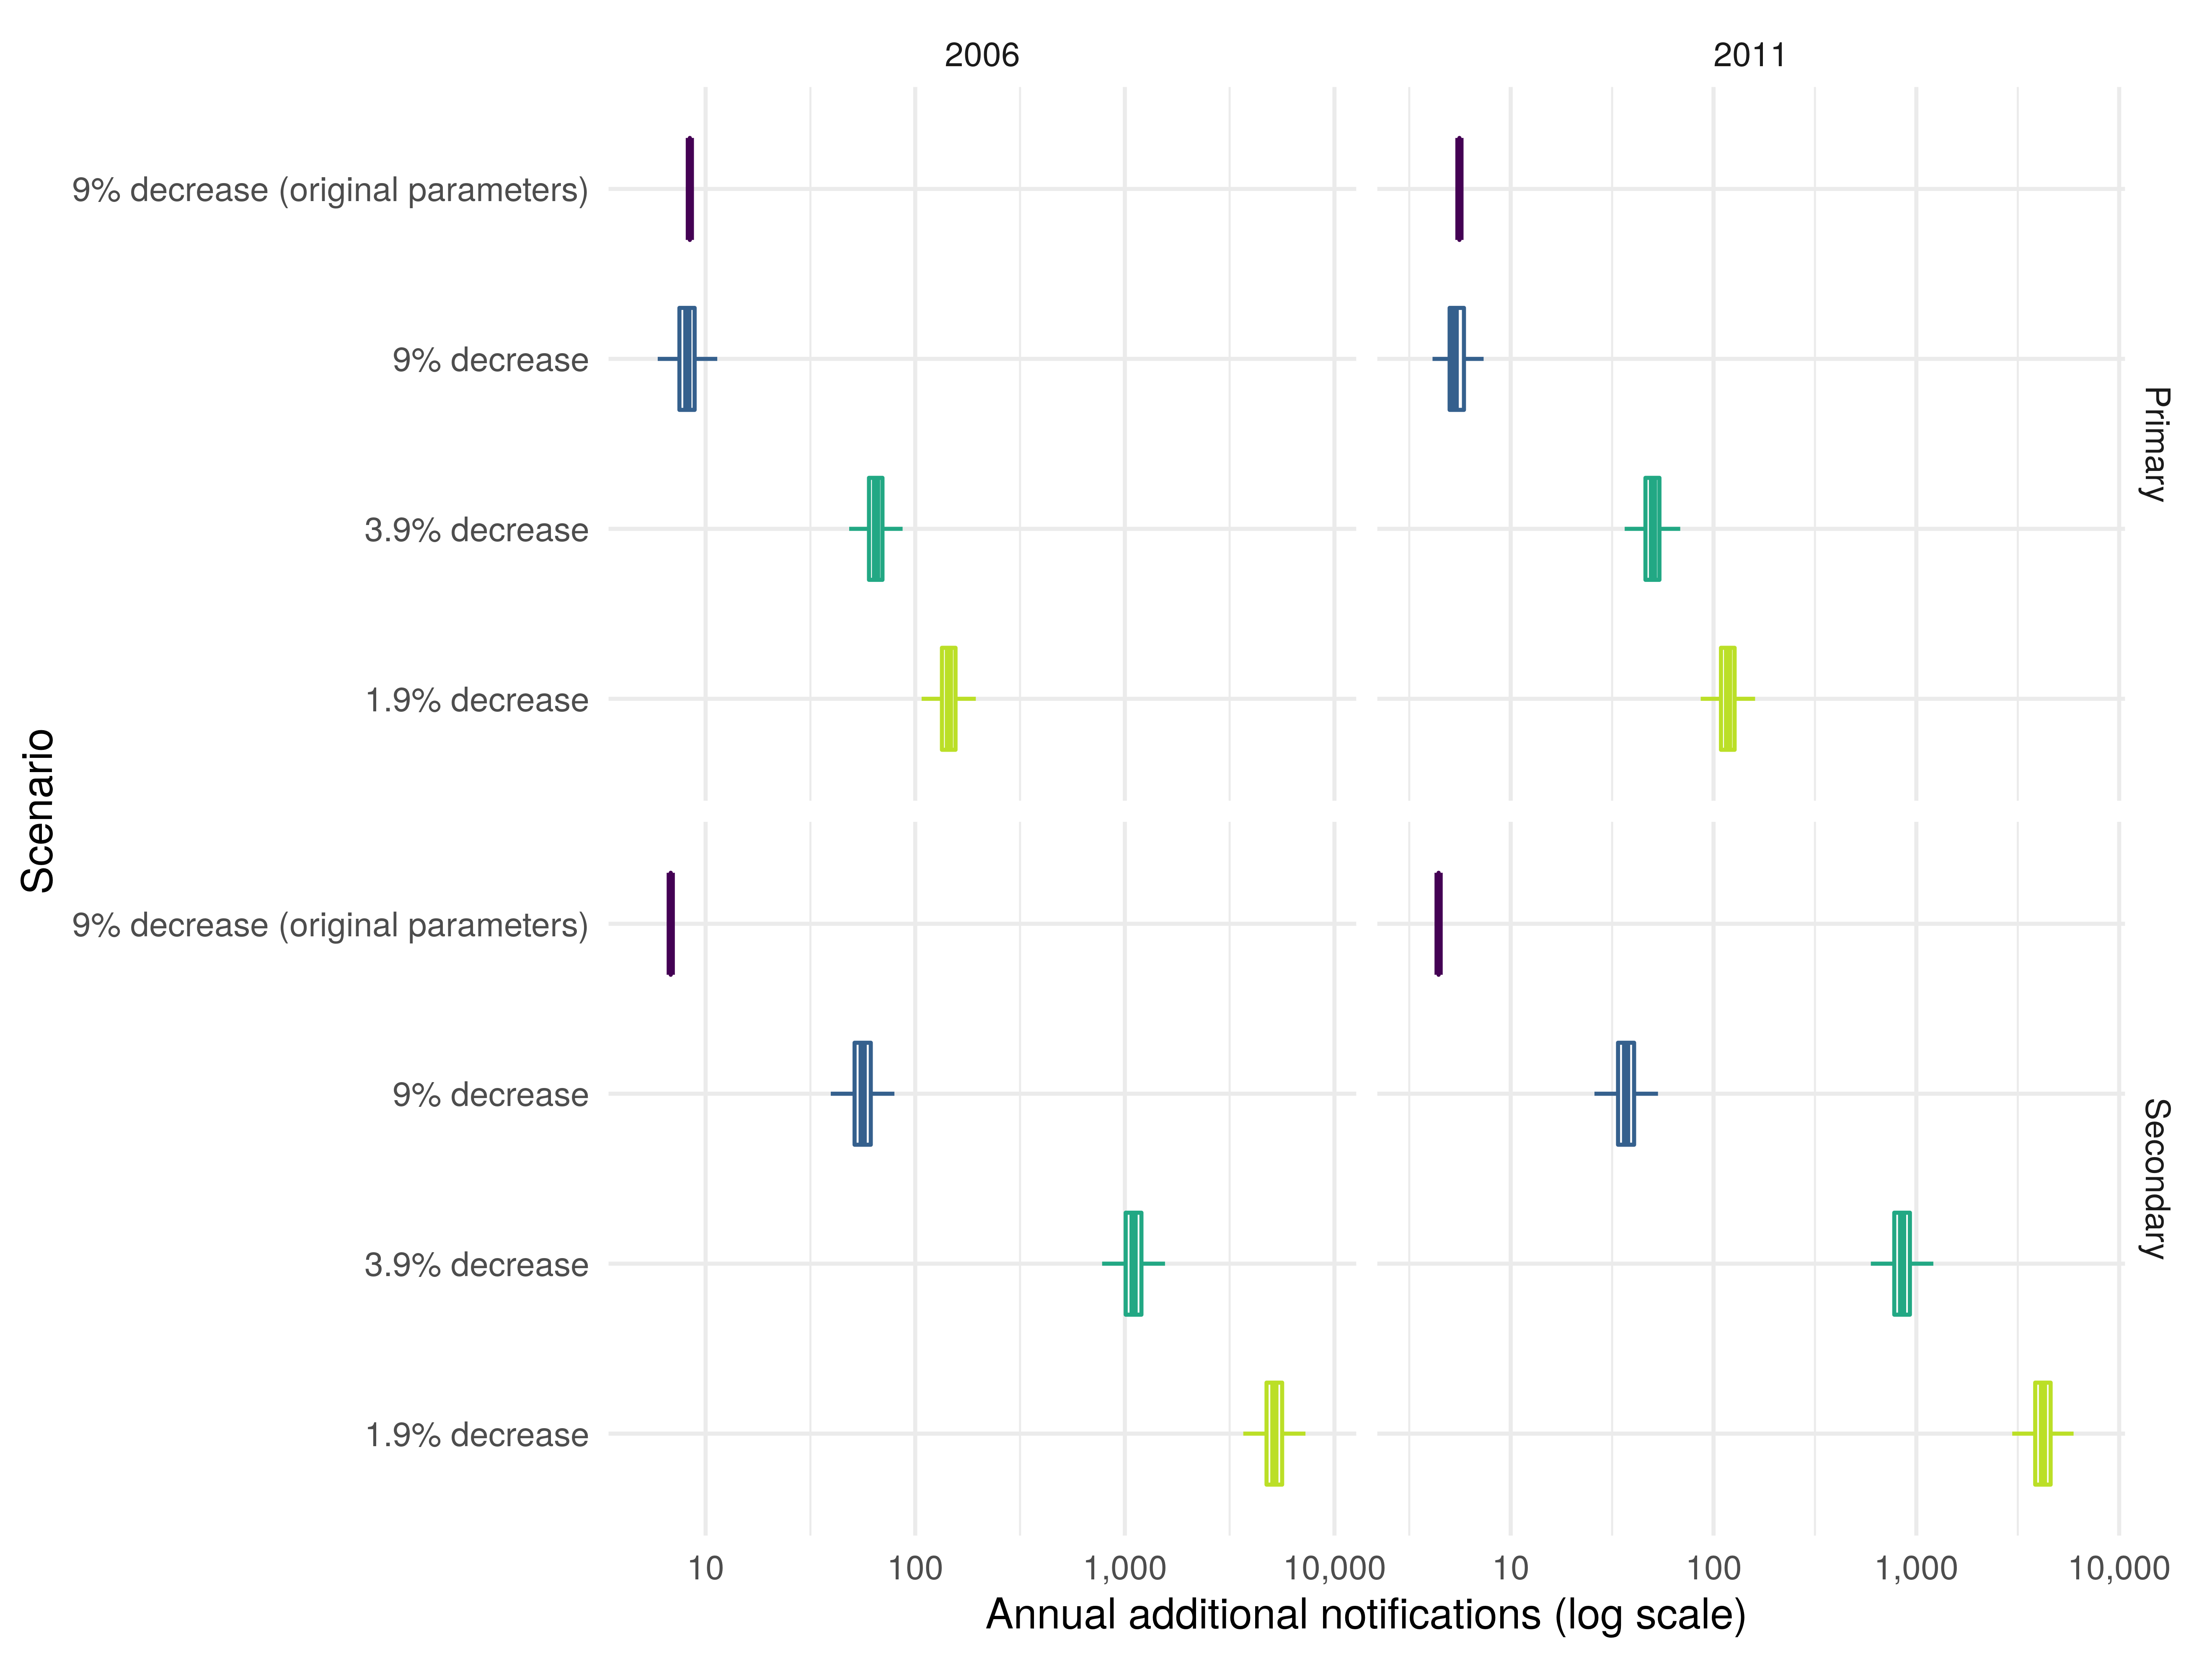 2006
2011
9% decrease (original parameters)
9% decrease
3.9% decrease
1.9% decrease
Primary
Scenario
9% decrease (original parameters)
9% decrease
3.9% decrease
1.9% decrease
Secondary
10 100 1,000 10,000 10 100 1,000 10,000
Annual additional notifications (log scale)